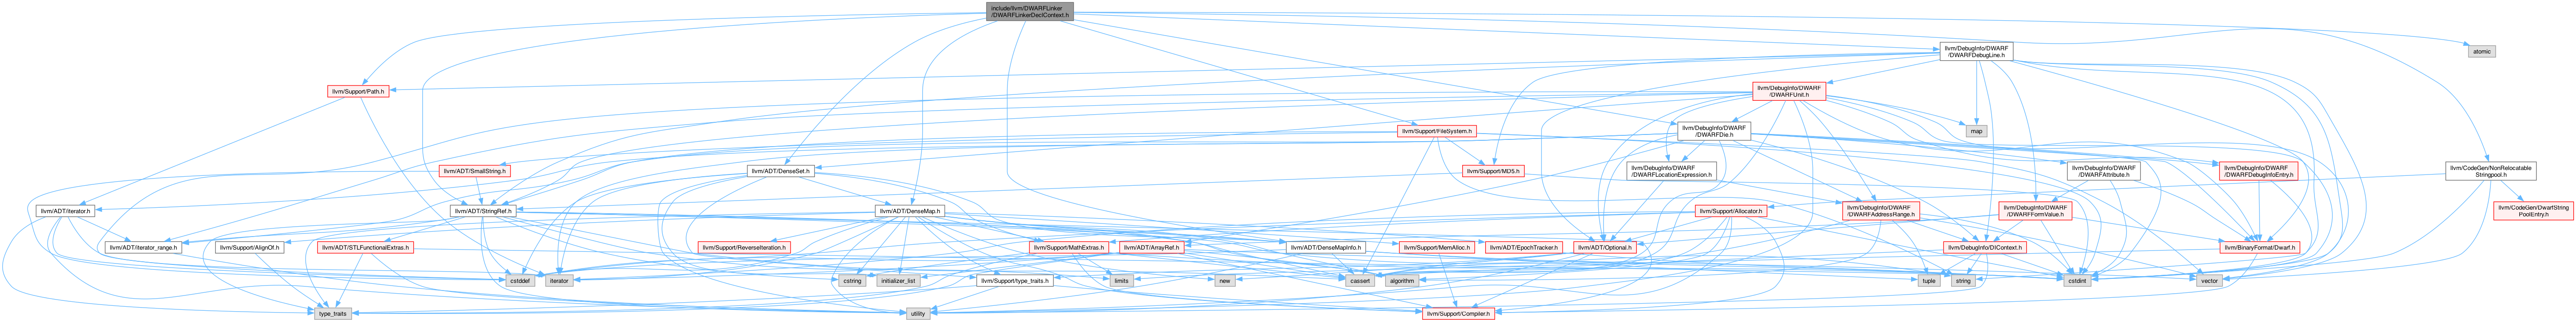 include/llvm/DWARFLinker
/DWARFLinkerDeclContext.h
llvm/DebugInfo/DWARF
/DWARFDebugLine.h
atomic
llvm/Support/Path.h
llvm/DebugInfo/DWARF
/DWARFUnit.h
llvm/Support/FileSystem.h
llvm/DebugInfo/DWARF
/DWARFDie.h
map
llvm/ADT/SmallString.h
llvm/ADT/DenseSet.h
llvm/Support/MD5.h
llvm/DebugInfo/DWARF
/DWARFLocationExpression.h
llvm/DebugInfo/DWARF
/DWARFAttribute.h
llvm/DebugInfo/DWARF
/DWARFDebugInfoEntry.h
llvm/CodeGen/NonRelocatable
Stringpool.h
llvm/ADT/iterator.h
llvm/ADT/StringRef.h
llvm/ADT/DenseMap.h
llvm/Support/Allocator.h
llvm/DebugInfo/DWARF
/DWARFAddressRange.h
llvm/DebugInfo/DWARF
/DWARFFormValue.h
llvm/CodeGen/DwarfString
PoolEntry.h
llvm/ADT/iterator_range.h
llvm/Support/AlignOf.h
llvm/ADT/STLFunctionalExtras.h
llvm/Support/ReverseIteration.h
llvm/Support/MathExtras.h
llvm/ADT/ArrayRef.h
llvm/ADT/EpochTracker.h
llvm/ADT/DenseMapInfo.h
llvm/Support/MemAlloc.h
llvm/ADT/Optional.h
llvm/DebugInfo/DIContext.h
llvm/BinaryFormat/Dwarf.h
cstddef
iterator
cstring
initializer_list
llvm/Support/type_traits.h
limits
new
cassert
algorithm
tuple
string
cstdint
vector
type_traits
utility
llvm/Support/Compiler.h